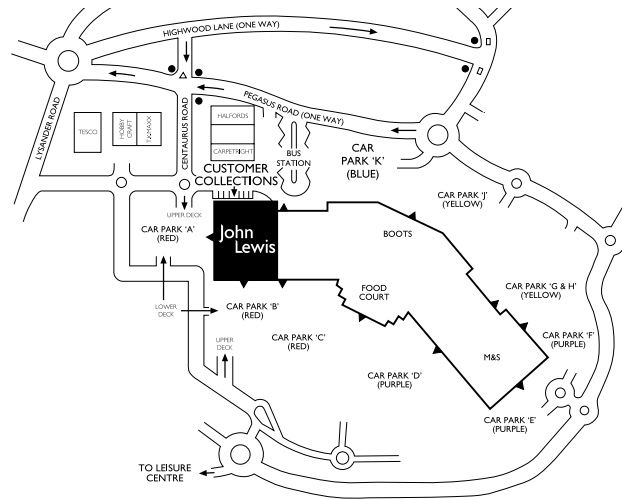 HIGHWOOD LANE (ONE WAY)
PEGASUS ROAD (ONE WAY)
LYSANDER ROAD
CENTAURUS ROAD
TESCO
HOBBY
CRAFT
TK MAXX
HALFORDS
CARPETRIGHT
BUS
STATION
CAR
PARK 'K'
(BLUE)
CUSTOMER
COLLECTIONS
CAR PARK 'J'
(YELLOW)
UPPER DECK
CAR PARK 'A'
(RED)
John
Lewis
BOOTS
FOOD
COURT
CAR PARK 'G & H'
(YELLOW)
LOWER
DECK
CAR PARK 'B'
(RED)
CAR PARK 'C'
(RED)
CAR PARK 'F'
(PURPLE)
UPPER
DECK
M&S
CAR PARK 'D'
(PURPLE)
CAR PARK 'E'
(PURPLE)
TO LEISURE
CENTRE